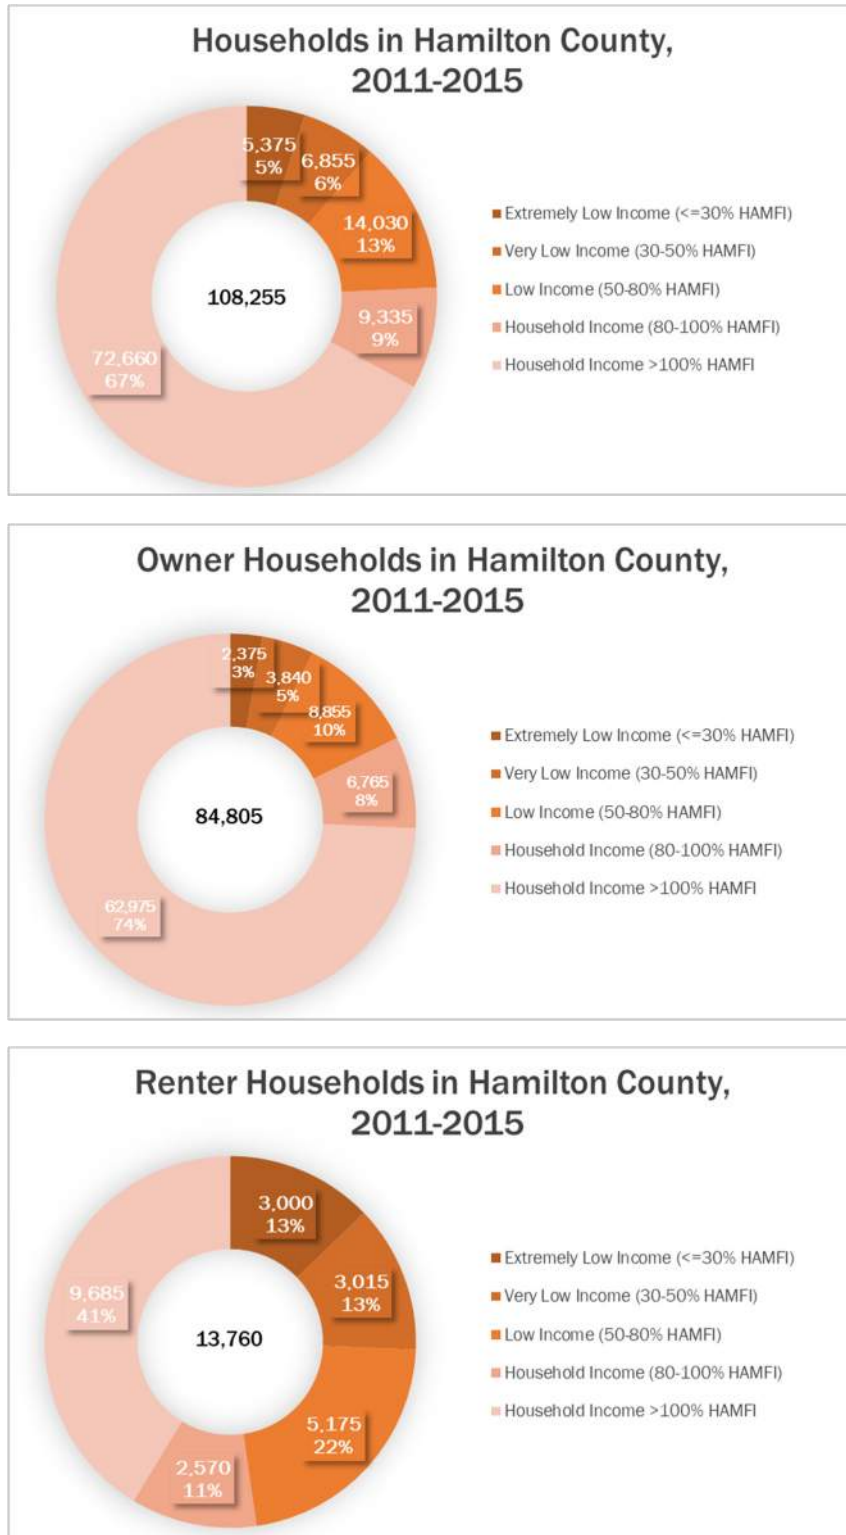 Households in Hamilton County,
2011-2015
5,375
5%
6,855
6%
14,030
13%
9,335
9%
72,660
67%
108,255
Extremely Low Income (<=30% HAMFI)
Very Low Income (30-50% HAMFI)
Low Income (50-80% HAMFI)
Household Income (80-100% HAMFI)
Household Income >100% HAMFI
Owner Households in Hamilton County,
2011-2015
2,375
3%
3,840
5%
8,855
10%
6,765
8%
62,975
74%
84,805
Extremely Low Income (<=30% HAMFI)
Very Low Income (30-50% HAMFI)
Low Income (50-80% HAMFI)
Household Income (80-100% HAMFI)
Household Income >100% HAMFI
Renter Households in Hamilton County,
2011-2015
3,000
13%
3,015
13%
5,175
22%
2,570
11%
9,685
41%
13,760
Extremely Low Income (<=30% HAMFI)
Very Low Income (30-50% HAMFI)
Low Income (50-80% HAMFI)
Household Income (80-100% HAMFI)
Household Income >100% HAMFI